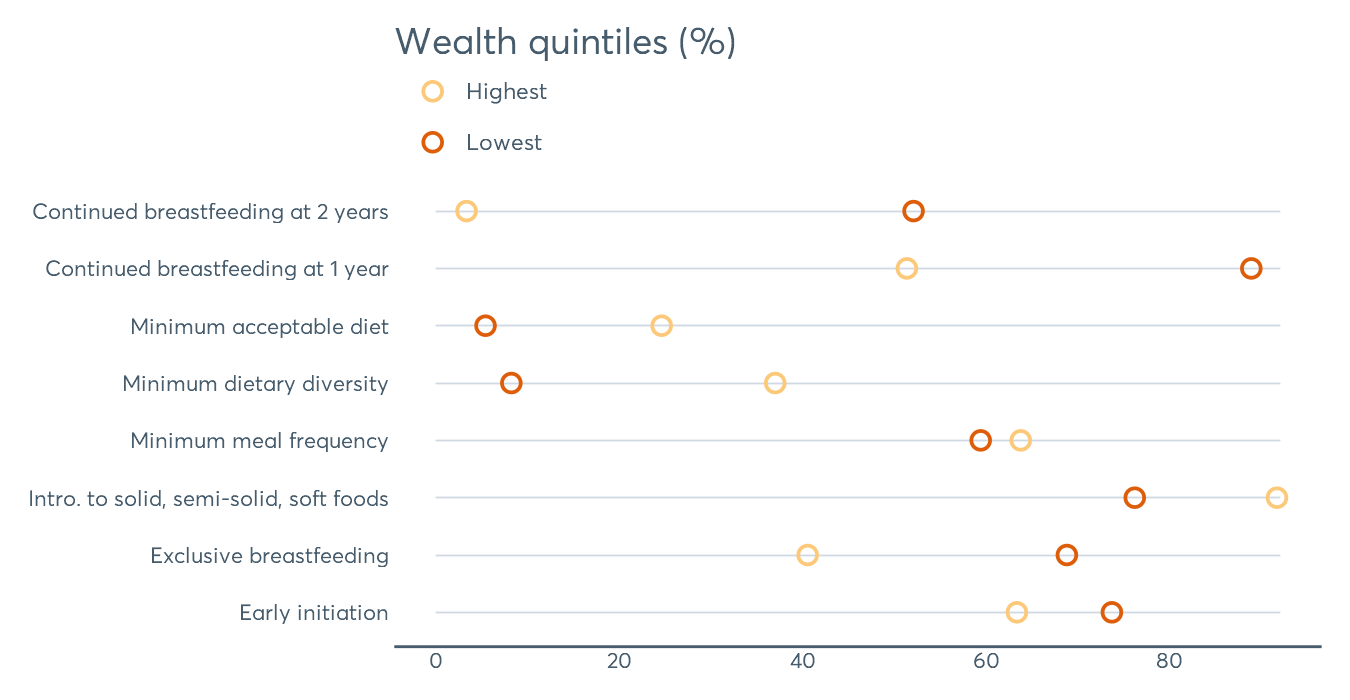 Wealth quintiles (%)
Highest
Lowest
Continued breastfeeding at 2 years
Continued breastfeeding at 1 year
Minimum acceptable diet
Minimum dietary diversity
Minimum meal frequency
Intro. to solid, semi-solid, soft foods
Exclusive breastfeeding
Early initiation
0 20 40 60 80